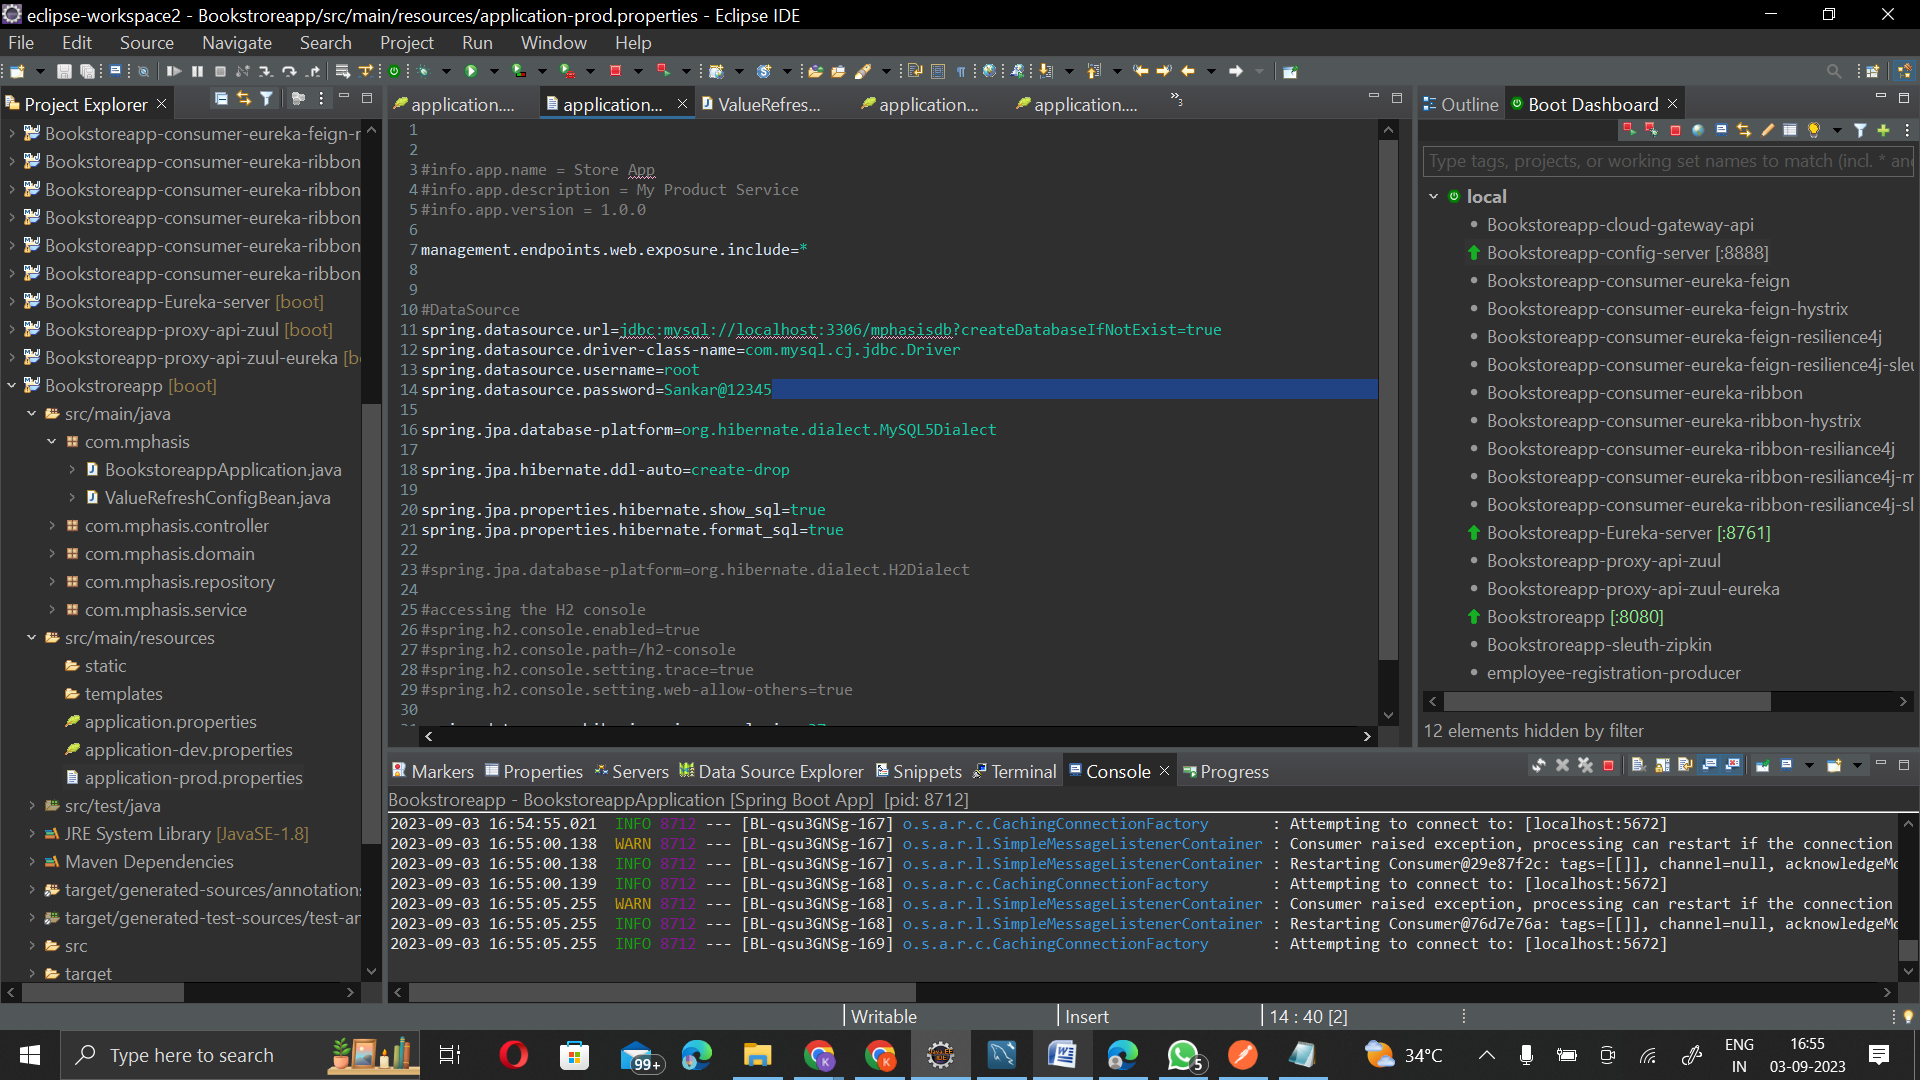 eclipse-workspace2 - Bookstroreapp/src/main/resources/application-prod.properties - Eclipse IDE
File Edit Source Navigate Search Project Run Window Help
Project Explorer
Bookstoreapp-consumer-eureka-feign-r
Bookstoreapp-consumer-eureka-ribbon
Bookstoreapp-consumer-eureka-ribbon
Bookstoreapp-consumer-eureka-ribbon
Bookstoreapp-consumer-eureka-ribbon
Bookstoreapp-consumer-eureka-ribbon
Bookstoreapp-Eureka-server [boot]
Bookstoreapp-proxy-api-zuul [boot]
Bookstoreapp-proxy-api-zuul-eureka [b
Bookstroreapp [boot]
src/main/java
com.mphasis
BookstoreappApplication.java
ValueRefreshConfigBean.java
com.mphasis.controller
com.mphasis.domain
com.mphasis.repository
com.mphasis.service
src/main/resources
static
templates
application.properties
application-dev.properties
application-prod.properties
src/test/java
JRE System Library [JavaSE-1.8]
Maven Dependencies
target/generated-sources/annotation
target/generated-test-sources/test-ar
src
target
application.... application... ValueRefres... application... application.... »3
1
2
3 #info.app.name = Store App
4 #info.app.description = My Product Service
5 #info.app.version = 1.0.0
6
7 management.endpoints.web.exposure.include=*
8
9
10 #DataSource
11 spring.datasource.url=jdbc:mysql://localhost:3306/mphasisdb?createDatabaseIfNotExist=true
12 spring.datasource.driver-class-name=com.mysql.cj.jdbc.Driver
13 spring.datasource.username=root
14 spring.datasource.password=Sankar@12345
15
16 spring.jpa.database-platform=org.hibernate.dialect.MySQL5Dialect
17
18 spring.jpa.hibernate.ddl-auto=create-drop
19
20 spring.jpa.properties.hibernate.show_sql=true
21 spring.jpa.properties.hibernate.format_sql=true
22
23 #spring.jpa.database-platform=org.hibernate.dialect.H2Dialect
24
25 #accessing the H2 console
26 #spring.h2.console.enabled=true
27 #spring.h2.console.path=/h2-console
28 #spring.h2.console.setting.trace=true
29 #spring.h2.console.setting.web-allow-others=true
30
Outline Boot Dashboard
Type tags, projects, or working set names to match (incl. * and
local
Bookstoreapp-cloud-gateway-api
Bookstoreapp-config-server [:8888]
Bookstoreapp-consumer-eureka-feign
Bookstoreapp-consumer-eureka-feign-hystrix
Bookstoreapp-consumer-eureka-feign-resilience4j
Bookstoreapp-consumer-eureka-feign-resilience4j-sleu
Bookstoreapp-consumer-eureka-ribbon
Bookstoreapp-consumer-eureka-ribbon-hystrix
Bookstoreapp-consumer-eureka-ribbon-resiliance4j
Bookstoreapp-consumer-eureka-ribbon-resiliance4j-m
Bookstoreapp-consumer-eureka-ribbon-resiliance4j-sl
Bookstoreapp-Eureka-server [:8761]
Bookstoreapp-proxy-api-zuul
Bookstoreapp-proxy-api-zuul-eureka
Bookstroreapp [:8080]
Bookstroreapp-sleuth-zipkin
employee-registration-producer
12 elements hidden by filter
Markers Properties Servers Data Source Explorer Snippets Terminal Console Progress
Bookstroreapp - BookstoreappApplication [Spring Boot App] [pid: 8712]
2023-09-03 16:54:55.021 INFO 8712 --- [BL-qsu3GNSg-167] o.s.a.r.c.CachingConnectionFactory : Attempting to connect to: [localhost:5672]
2023-09-03 16:55:00.138 WARN 8712 --- [BL-qsu3GNSg-167] o.s.a.r.l.SimpleMessageListenerContainer : Consumer raised exception, processing can restart if the connection
2023-09-03 16:55:00.138 INFO 8712 --- [BL-qsu3GNSg-167] o.s.a.r.l.SimpleMessageListenerContainer : Restarting Consumer@29e87f2c: tags=[[]], channel=null, acknowledgeMo
2023-09-03 16:55:00.139 INFO 8712 --- [BL-qsu3GNSg-168] o.s.a.r.c.CachingConnectionFactory : Attempting to connect to: [localhost:5672]
2023-09-03 16:55:05.255 WARN 8712 --- [BL-qsu3GNSg-168] o.s.a.r.l.SimpleMessageListenerContainer : Consumer raised exception, processing can restart if the connection
2023-09-03 16:55:05.255 INFO 8712 --- [BL-qsu3GNSg-168] o.s.a.r.l.SimpleMessageListenerContainer : Restarting Consumer@76d7e76a: tags=[[]], channel=null, acknowledgeMo
2023-09-03 16:55:05.255 INFO 8712 --- [BL-qsu3GNSg-169] o.s.a.r.c.CachingConnectionFactory : Attempting to connect to: [localhost:5672]
Writable Insert 14 : 40 [2]
Type here to search 99+ 5 34°C ENG IN 16:55 03-09-2023